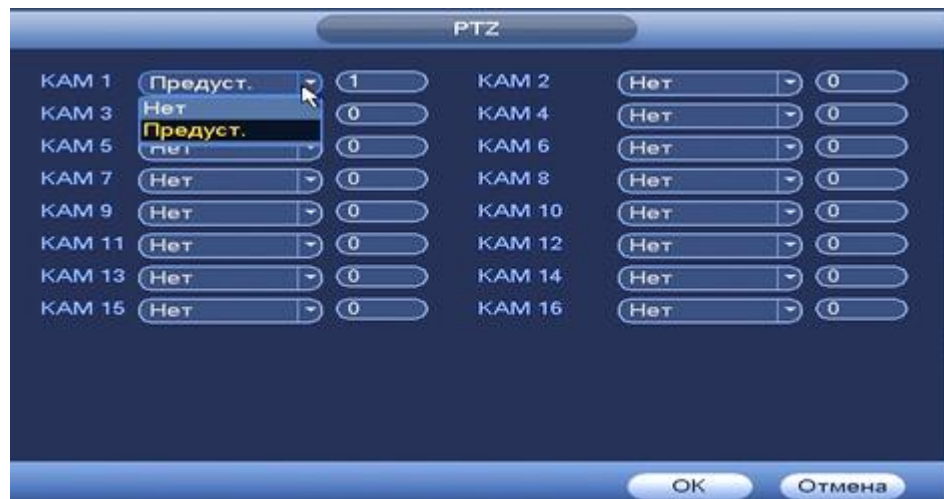 PTZ
КАМ 1 Предуст. 1 КАМ 2 Нет 0
КАМ 3 Нет 0 КАМ 4 Нет 0
Предуст.
КАМ 5 Нет 0 КАМ 6 Нет 0
КАМ 7 Нет 0 КАМ 8 Нет 0
КАМ 9 Нет 0 КАМ 10 Нет 0
КАМ 11 Нет 0 КАМ 12 Нет 0
КАМ 13 Нет 0 КАМ 14 Нет 0
КАМ 15 Нет 0 КАМ 16 Нет 0
OK Отмена